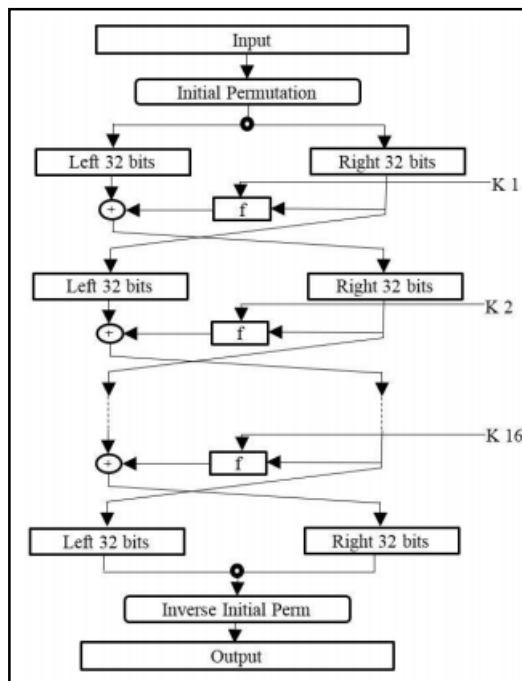 Input
Initial Permutation
Left 32 bits
Right 32 bits
K 1
+
f
Left 32 bits
Right 32 bits
K 2
+
f
K 16
+
f
Left 32 bits
Right 32 bits
Inverse Initial Perm
Output